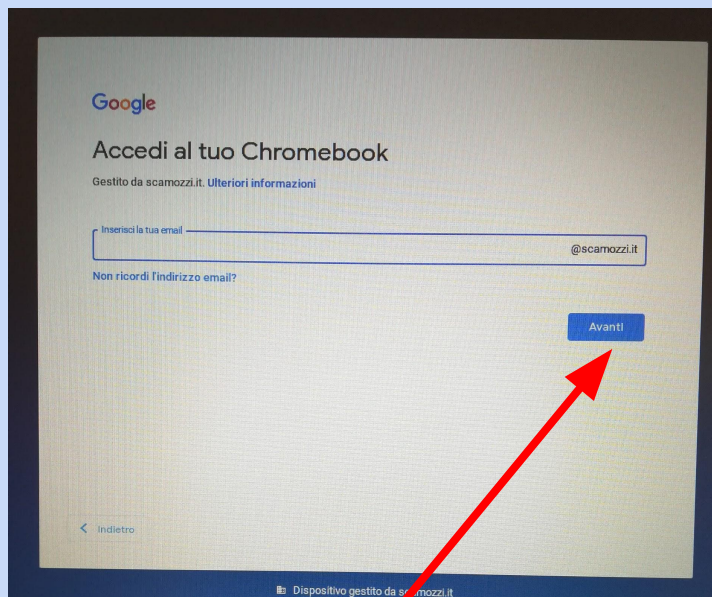 Google
Accedi al tuo Chromebook
Gestito da scamozzi.it. Ulteriori informazioni
Inserisci la tua email
@scamozzi.it
Non ricordi l'indirizzo email?
Avanti
Indietro
Dispositivo gestito da scamozzi.it